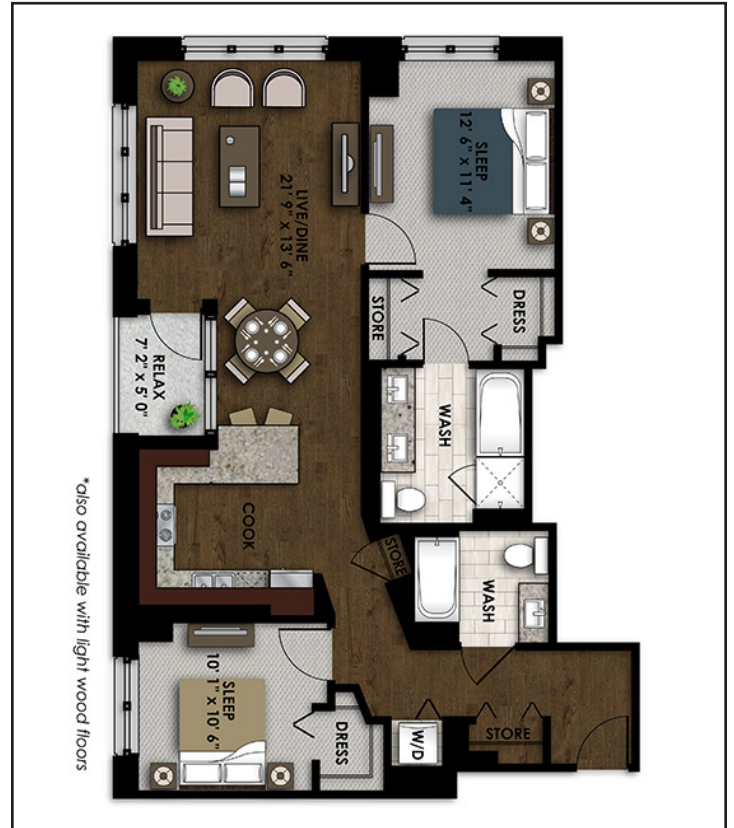 SLEEP
12' 6" X 11' 4"
LIVE/DINE
21' 9" X 13' 6"
STORE
DRESS
RELAX
7' 2" X 5' 0"
WASH
COOK
STORE
WASH
SLEEP
10' 1" X 10' 6"
DRESS
W/D
STORE
*also available with light wood floors